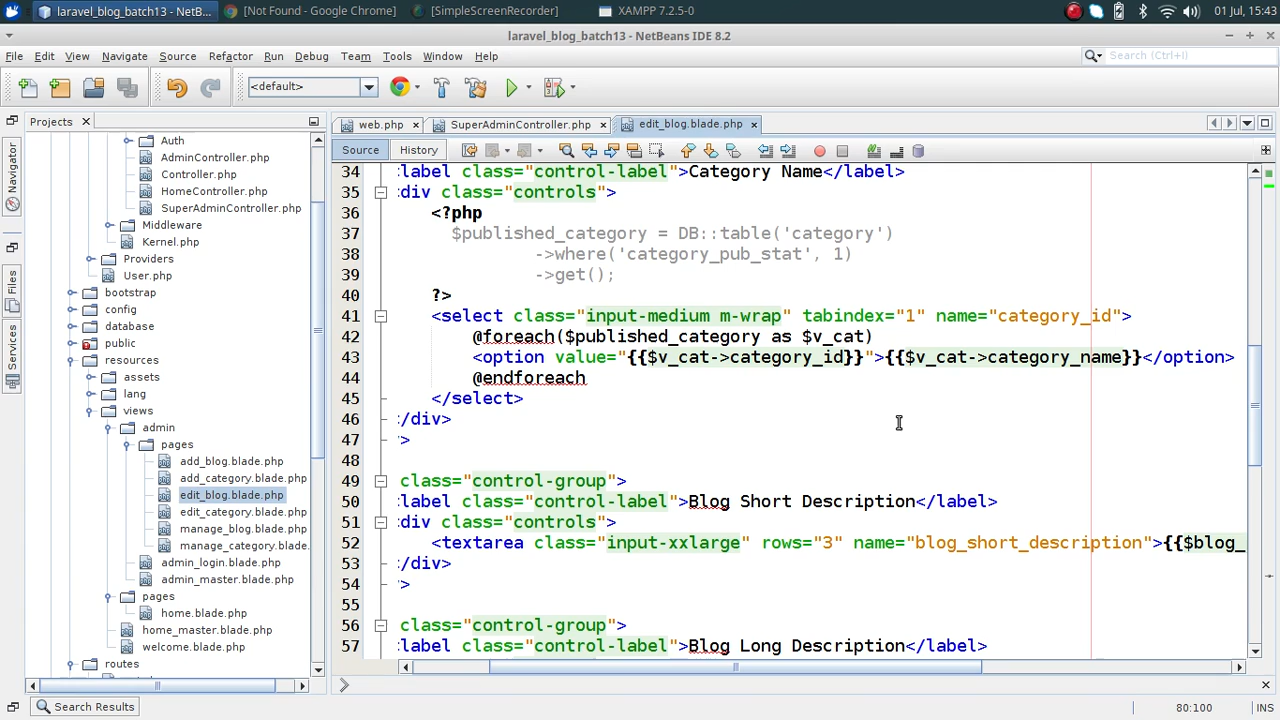 laravel_blog_batch13 - NetB... [Not Found - Google Chrome] [SimpleScreenRecorder] XAMPP 7.2.5-0 01 Jul, 15:43
laravel_blog_batch13 - NetBeans IDE 8.2
File Edit View Navigate Source Refactor Run Debug Team Tools Window Help Search (Ctrl+I)
<default>
Projects web.php SuperAdminController.php edit_blog.blade.php
Source History
Navigator
Files
Services
Auth
AdminController.php
Controller.php
HomeController.php
SuperAdminController.php
Middleware
Kernel.php
Providers
User.php
bootstrap
config
database
public
resources
assets
lang
views
admin
pages
add_blog.blade.php
add_category.blade.php
edit_blog.blade.php
edit_category.blade.php
manage_blog.blade.php
manage_category.blade.
admin_login.blade.php
admin_master.blade.php
pages
home.blade.php
home_master.blade.php
welcome.blade.php
routes
34 label class="control-label">Category Name</label>
35 div class="controls">
36 <?php
37 $published_category = DB::table('category')
38 ->where('category_pub_stat', 1)
39 ->get();
40 ?>
41 <select class="input-medium m-wrap" tabindex="1" name="category_id">
42 @foreach($published_category as $v_cat)
43 <option value="{{$v_cat->category_id}}">{{$v_cat->category_name}}</option>
44 @endforeach
45 </select>
46 /div>
47 >
48
49 class="control-group">
50 label class="control-label">Blog Short Description</label>
51 div class="controls">
52 <textarea class="input-xxlarge" rows="3" name="blog_short_description">{{$blog_
53 /div>
54 >
55
56 class="control-group">
57 label class="control-label">Blog Long Description</label>
Search Results 80:100 INS